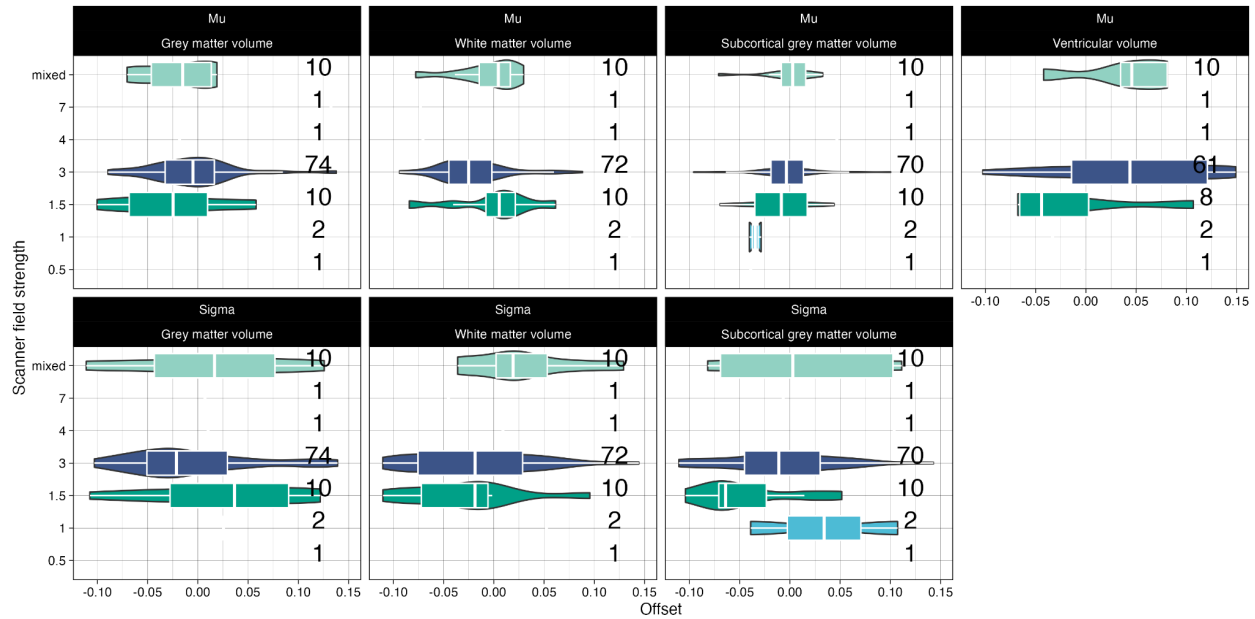 Mu Mu Mu Mu
Grey matter volume White matter volume Subcortical grey matter volume Ventricular volume
mixed 10 10 10 10
7 1 1 1 1
4 1 1 1 1
3 74 72 70 61
1.5 10 10 10 8
1 2 2 2 2
0.5 1 1 1 1
-0.10 -0.05 0.00 0.05 0.10 0.15
Scanner field strength
Sigma Sigma Sigma
Grey matter volume White matter volume Subcortical grey matter volume
mixed 10 10 10
7 1 1 1
4 1 1 1
3 74 72 70
1.5 10 10 10
1 2 2 2
0.5 1 1 1
-0.10 -0.05 0.00 0.05 0.10 0.15 -0.10 -0.05 0.00 0.05 0.10 0.15 -0.10 -0.05 0.00 0.05 0.10 0.15
Offset